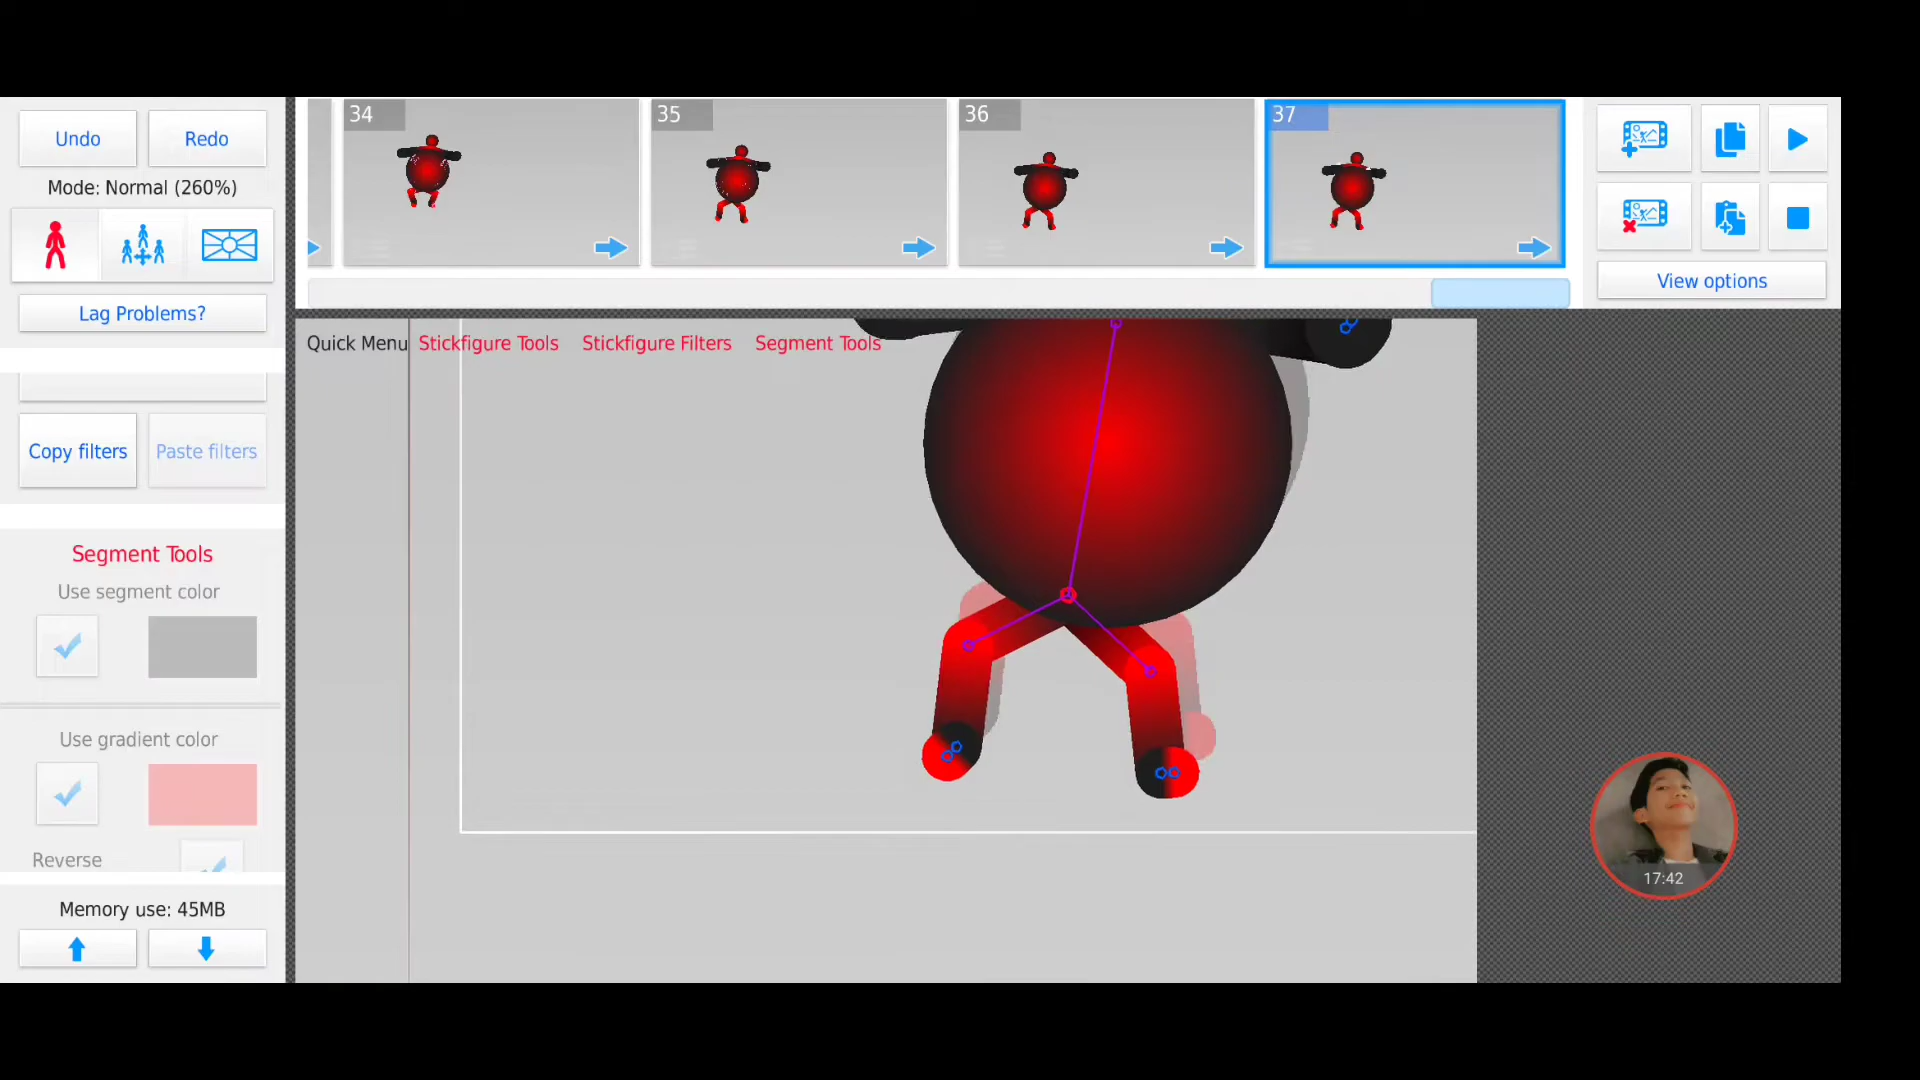 34
35
36
37
Undo
Redo
Mode: Normal (260%)
Lag Problems?
View options
Quick Menu
Stickfigure Tools
Stickfigure Filters
Segment Tools
Copy filters
Paste filters
Segment Tools
Use segment color
Use gradient color
Reverse
Memory use: 45MB
17:42